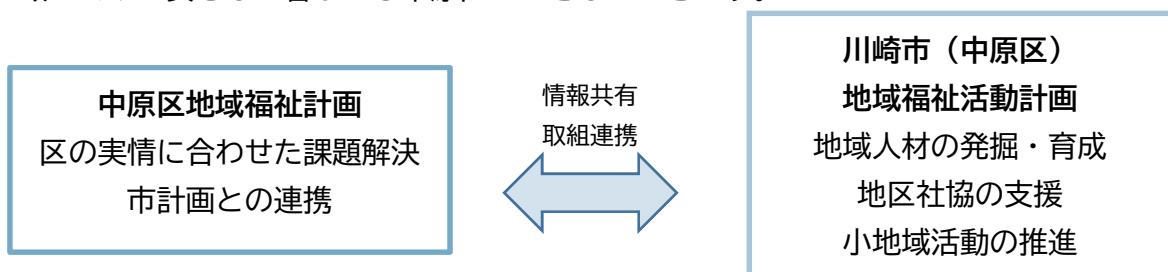 中原区地域福祉計画
区の実情に合わせた課題解決
市計画との連携
情報共有
取組連携
川崎市（中原区）
地域福祉活動計画
地域人材の発掘・育成
地区社協の支援
小地域活動の推進